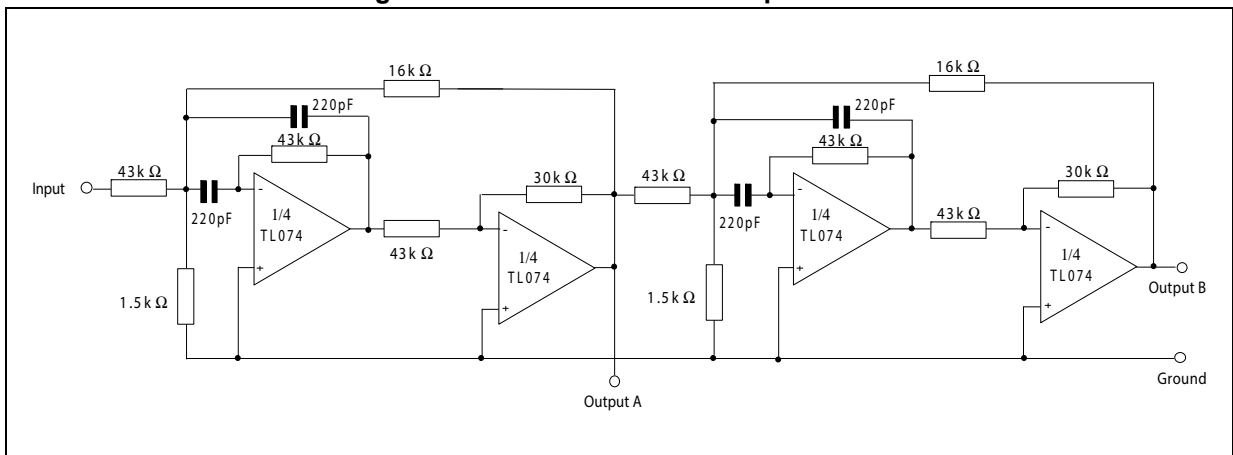 16k Ω
220pF
43k Ω
43k Ω
Input
220pF
-
+
1/4
TL074
1.5k Ω
43k Ω
30k Ω
-
+
1/4
TL074
Output A
16k Ω
220pF
43k Ω
43k Ω
220pF
-
+
1/4
TL074
1.5k Ω
43k Ω
30k Ω
-
+
1/4
TL074
Output B
Ground